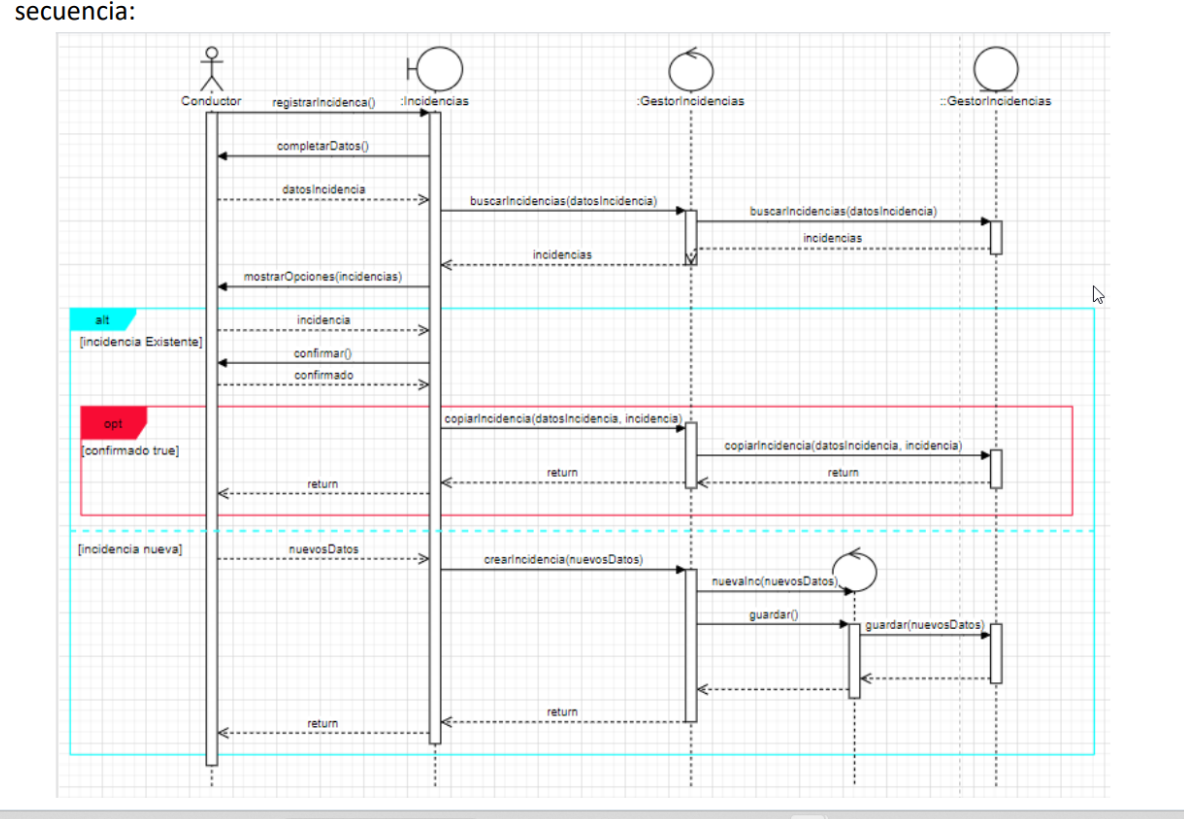 secuencia:
Conductor
registrarIncidenca()
:Incidencias
:GestorIncidencias
::GestorIncidencias
completarDatos()
datosIncidencia
buscarIncidencias(datosIncidencia)
buscarIncidencias(datosIncidencia)
incidencias
incidencias
mostrarOpciones(incidencias)
alt
incidencia
[incidencia Existente]
confirmar()
confirmado
opt
copiarIncidencia(datosIncidencia, incidencia)
[confirmado true]
copiarIncidencia(datosIncidencia, incidencia)
return
return
return
[incidencia nueva]
nuevosDatos
crearIncidencia(nuevosDatos)
nuevaInc(nuevosDatos)
guardar()
guardar(nuevosDatos)
return
return